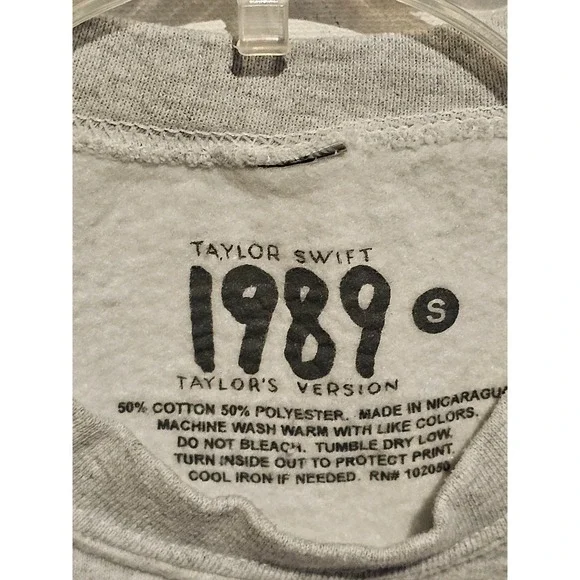 TAYLOR SWIFT
1989 S
TAYLOR'S VERSION
50% COTTON 50% POLYESTER. MADE IN NICARAGUA
MACHINE WASH WARM WITH LIKE COLORS.
DO NOT BLEACH. TUMBLE DRY LOW.
TURN INSIDE OUT TO PROTECT PRINT.
COOL IRON IF NEEDED. RN#